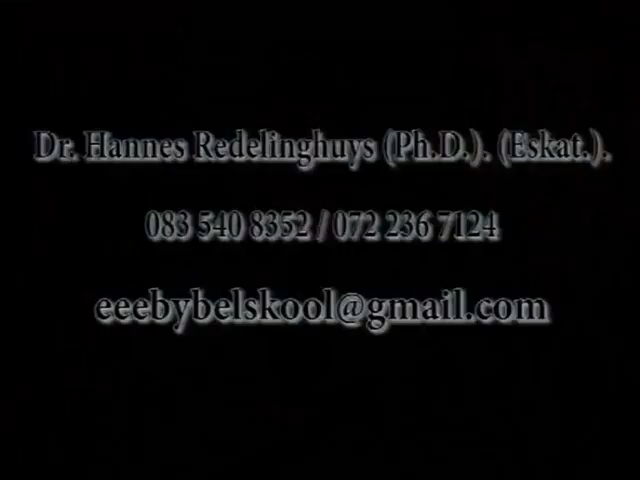 Dr. Hannes Redelinghuys (Ph.D.). (Eskat.).
083 540 8352 / 072 236 7124
eeebybelskool@gmail.com